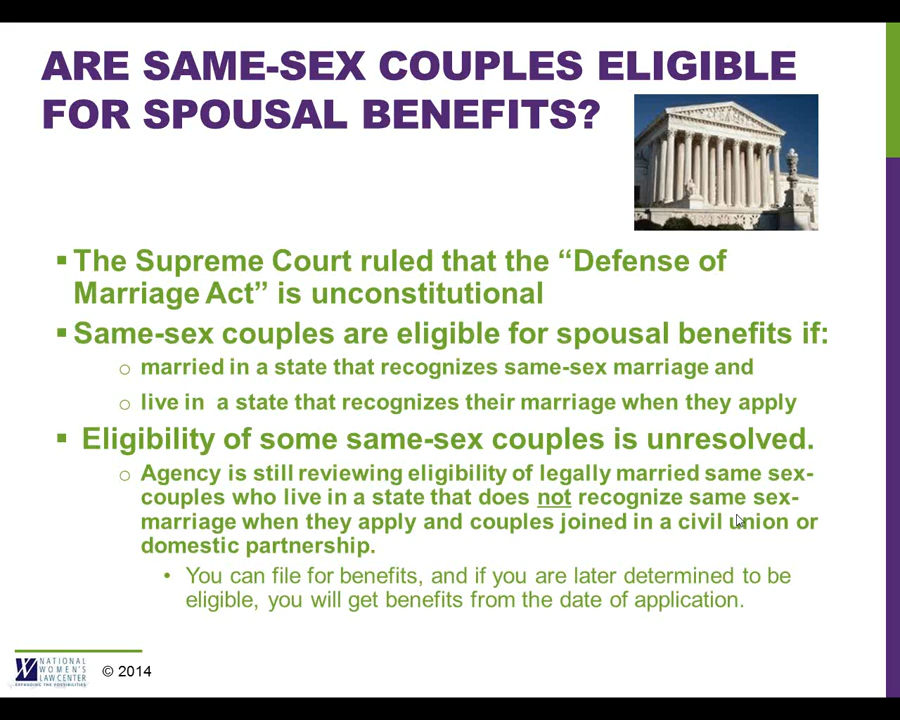 ARE SAME-SEX COUPLES ELIGIBLE
FOR SPOUSAL BENEFITS?
▪ The Supreme Court ruled that the “Defense of
Marriage Act” is unconstitutional
▪ Same-sex couples are eligible for spousal benefits if:
o married in a state that recognizes same-sex marriage and
o live in a state that recognizes their marriage when they apply
▪ Eligibility of some same-sex couples is unresolved.
o Agency is still reviewing eligibility of legally married same sex-
couples who live in a state that does not recognize same sex-
marriage when they apply and couples joined in a civil union or
domestic partnership.
• You can file for benefits, and if you are later determined to be
eligible, you will get benefits from the date of application.
NATIONAL
WOMEN'S
LAW CENTER
EXPANDING THE POSSIBILITIES
© 2014